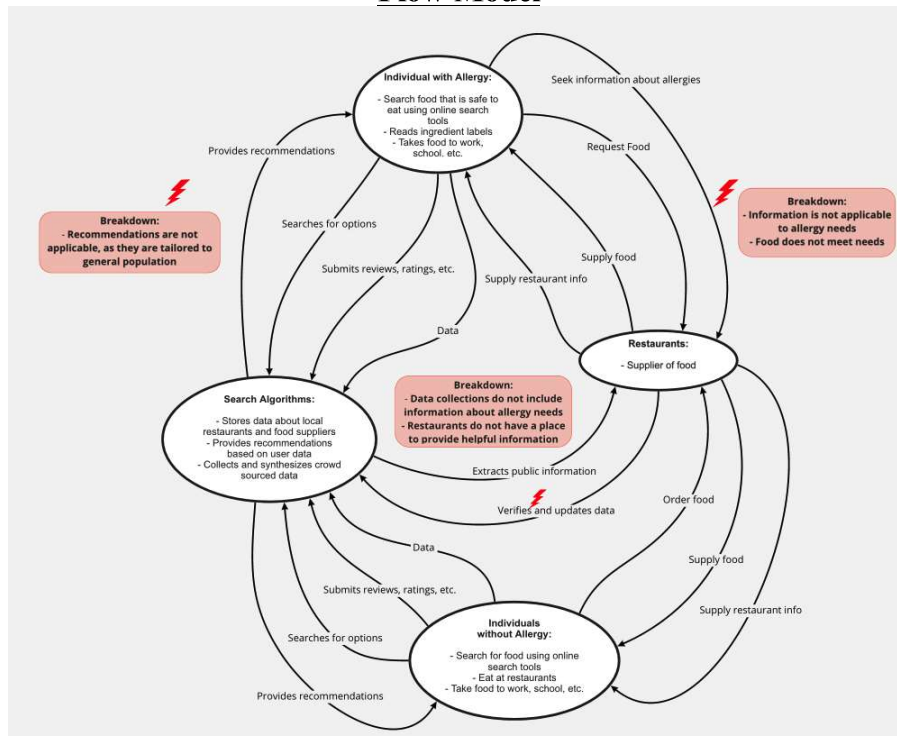 Flow Model
Individual with Allergy:
- Search food that is safe to
eat using online search
tools
- Reads ingredient labels
- Takes food to work,
school. etc.
Seek information about allergies
Provides recommendations
Request Food
Breakdown:
- Recommendations are not
applicable, as they are tailored to
general population
Breakdown:
- Information is not applicable
to allergy needs
- Food does not meet needs
Searches for options
Submits reviews, ratings, etc.
Supply food
Supply restaurant info
Data
Restaurants:
- Supplier of food
Breakdown:
- Data collections do not include
information about allergy needs
- Restaurants do not have a place
to provide helpful information
Search Algorithms:
- Stores data about local
restaurants and food suppliers
- Provides recommendations
based on user data
- Collects and synthesizes crowd
sourced data
Extracts public information
Verifies and updates data
Order food
Data
Supply food
Submits reviews, ratings, etc.
Supply restaurant info
Searches for options
Provides recommendations
Individuals
without Allergy:
- Search for food using online
search tools
- Eat at restaurants
- Take food to work, school, etc.